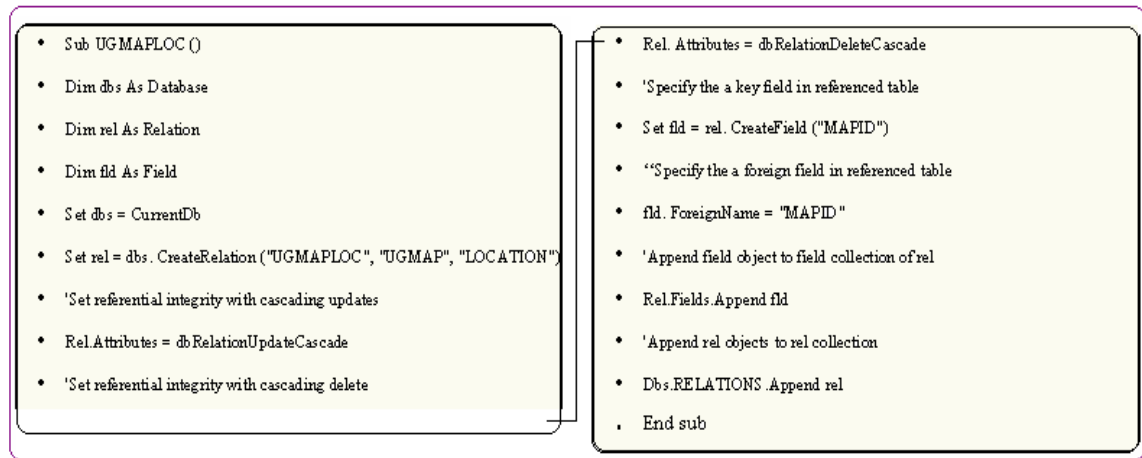 • Sub UGMAPLOC ()
• Dim dbs As Database
• Dim rel As Relation
• Dim fld As Field
• Set dbs = CurrentDb
• Set rel = dbs. CreateRelation ("UGMAPLOC", "UGMAP", "LOCATION")
• 'Set referential integrity with cascading updates
• Rel.Attributes = dbRelationUpdateCascade
• 'Set referential integrity with cascading delete
• Rel. Attributes = dbRelationDeleteCascade
• 'Specify the a key field in referenced table
• Set fld = rel. CreateField ("MAPID")
• “Specify the a foreign field in referenced table
• fld. ForeignName = "MAPID"
• 'Append field object to field collection of rel
• Rel.Fields.Append fld
• 'Append rel objects to rel collection
• Dbs.RELATIONS .Append rel
• End sub